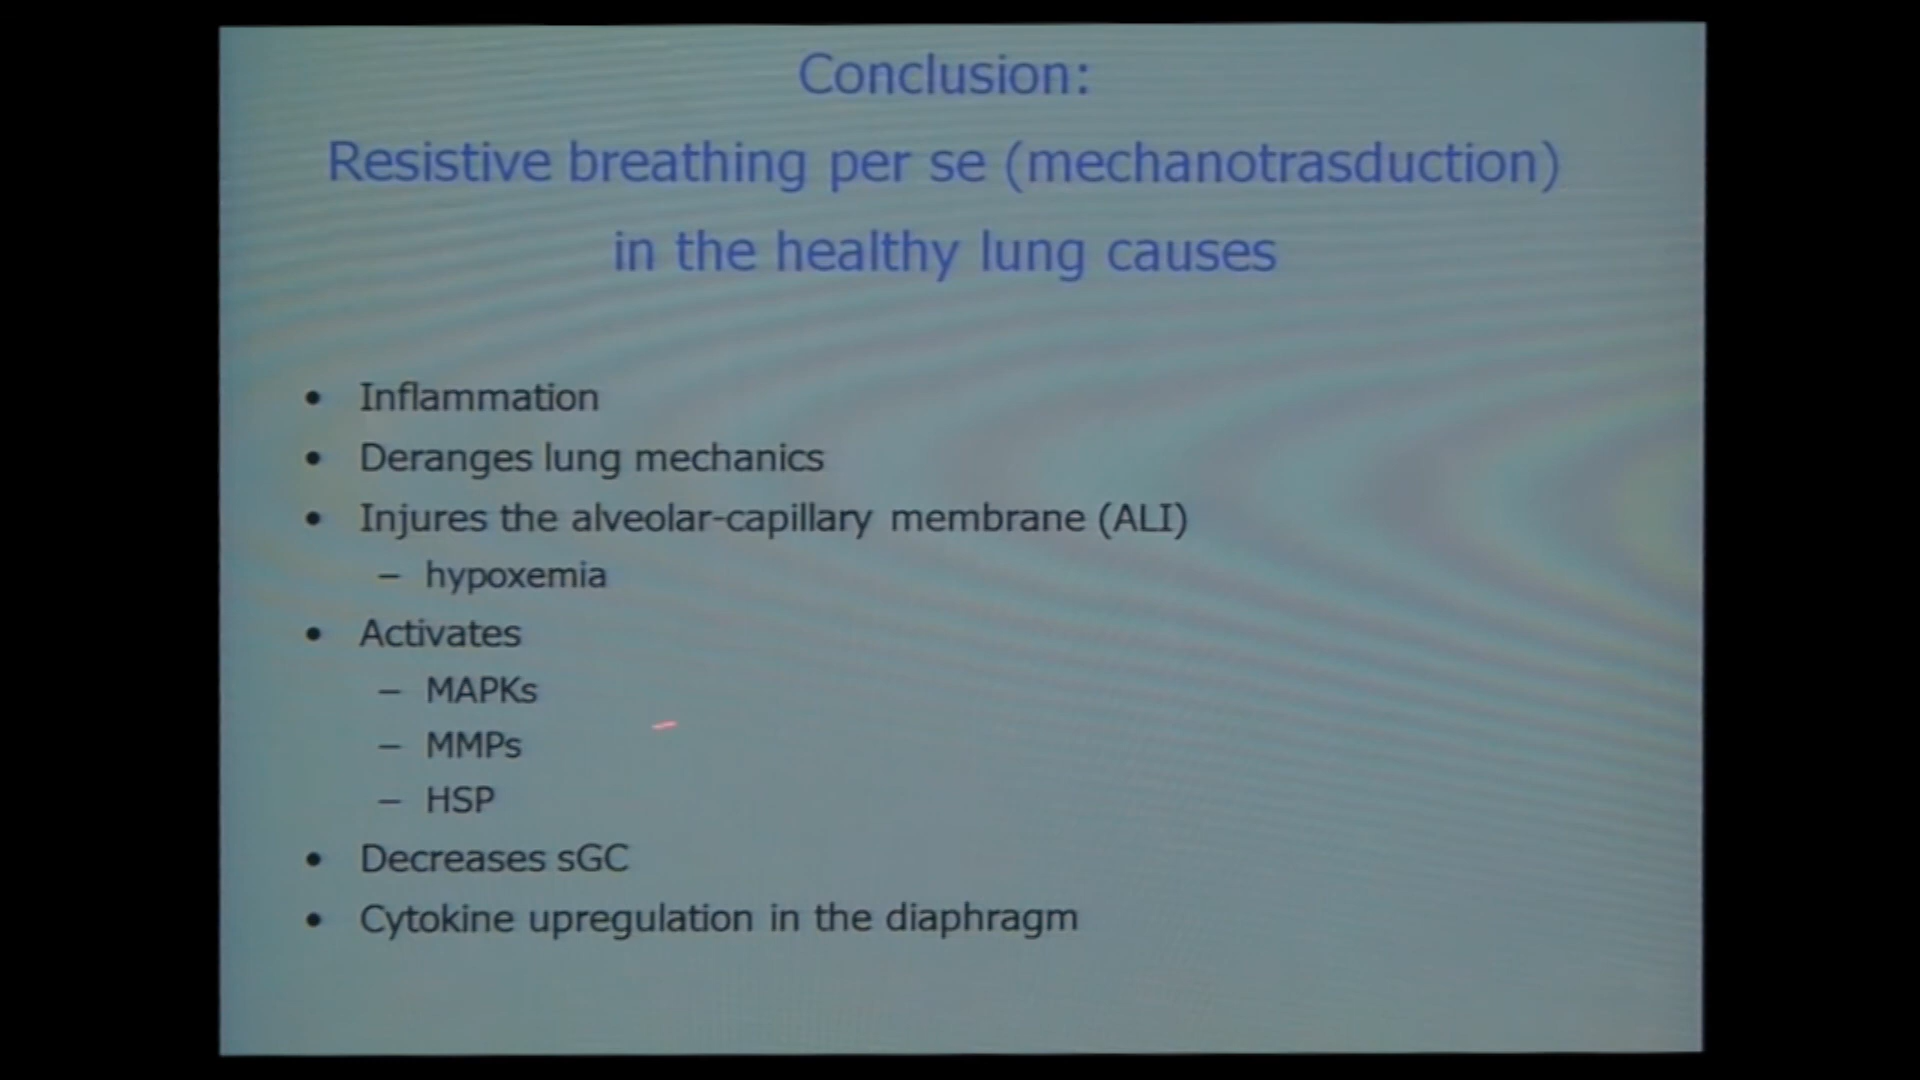 Conclusion:
Resistive breathing per se (mechanotrasduction)
in the healthy lung causes
• Inflammation
• Deranges lung mechanics
• Injures the alveolar-capillary membrane (ALI)
– hypoxemia
• Activates
– MAPKs
– MMPs
– HSP
• Decreases sGC
• Cytokine upregulation in the diaphragm